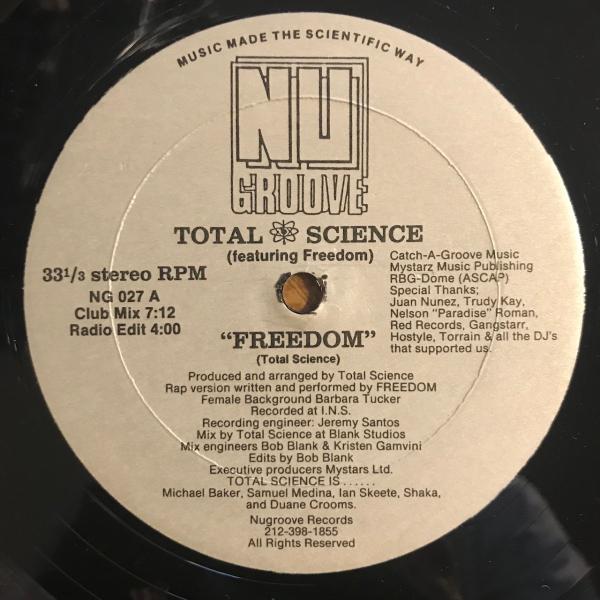 MUSIC MADE THE SCIENTIFIC WAY
NU
GROOVE
TOTAL SCIENCE
(featuring Freedom)
33 1/3 stereo RPM
NG 027 A
Club Mix 7:12
Radio Edit 4:00
Catch-A-Groove Music
Mystarz Music Publishing
RBG-Dome (ASCAP)
Special Thanks;
Juan Nunez, Trudy Kay,
Nelson "Paradise" Roman,
Red Records, Gangstarr,
Hostyle, Torrain & all the DJ's
that supported us.
"FREEDOM"
(Total Science)
Produced and arranged by Total Science
Rap version written and performed by FREEDOM
Female Background Barbara Tucker
Recorded at I.N.S.
Recording engineer: Jeremy Santos
Mix by Total Science at Blank Studios
Mix engineers Bob Blank & Kristen Gamvini
Edits by Bob Blank
Executive producers Mystars Ltd.
TOTAL SCIENCE IS . . . . . .
Michael Baker, Samuel Medina, Ian Skeete, Shaka,
and Duane Crooms.
Nugroove Records
212-398-1855
All Rights Reserved